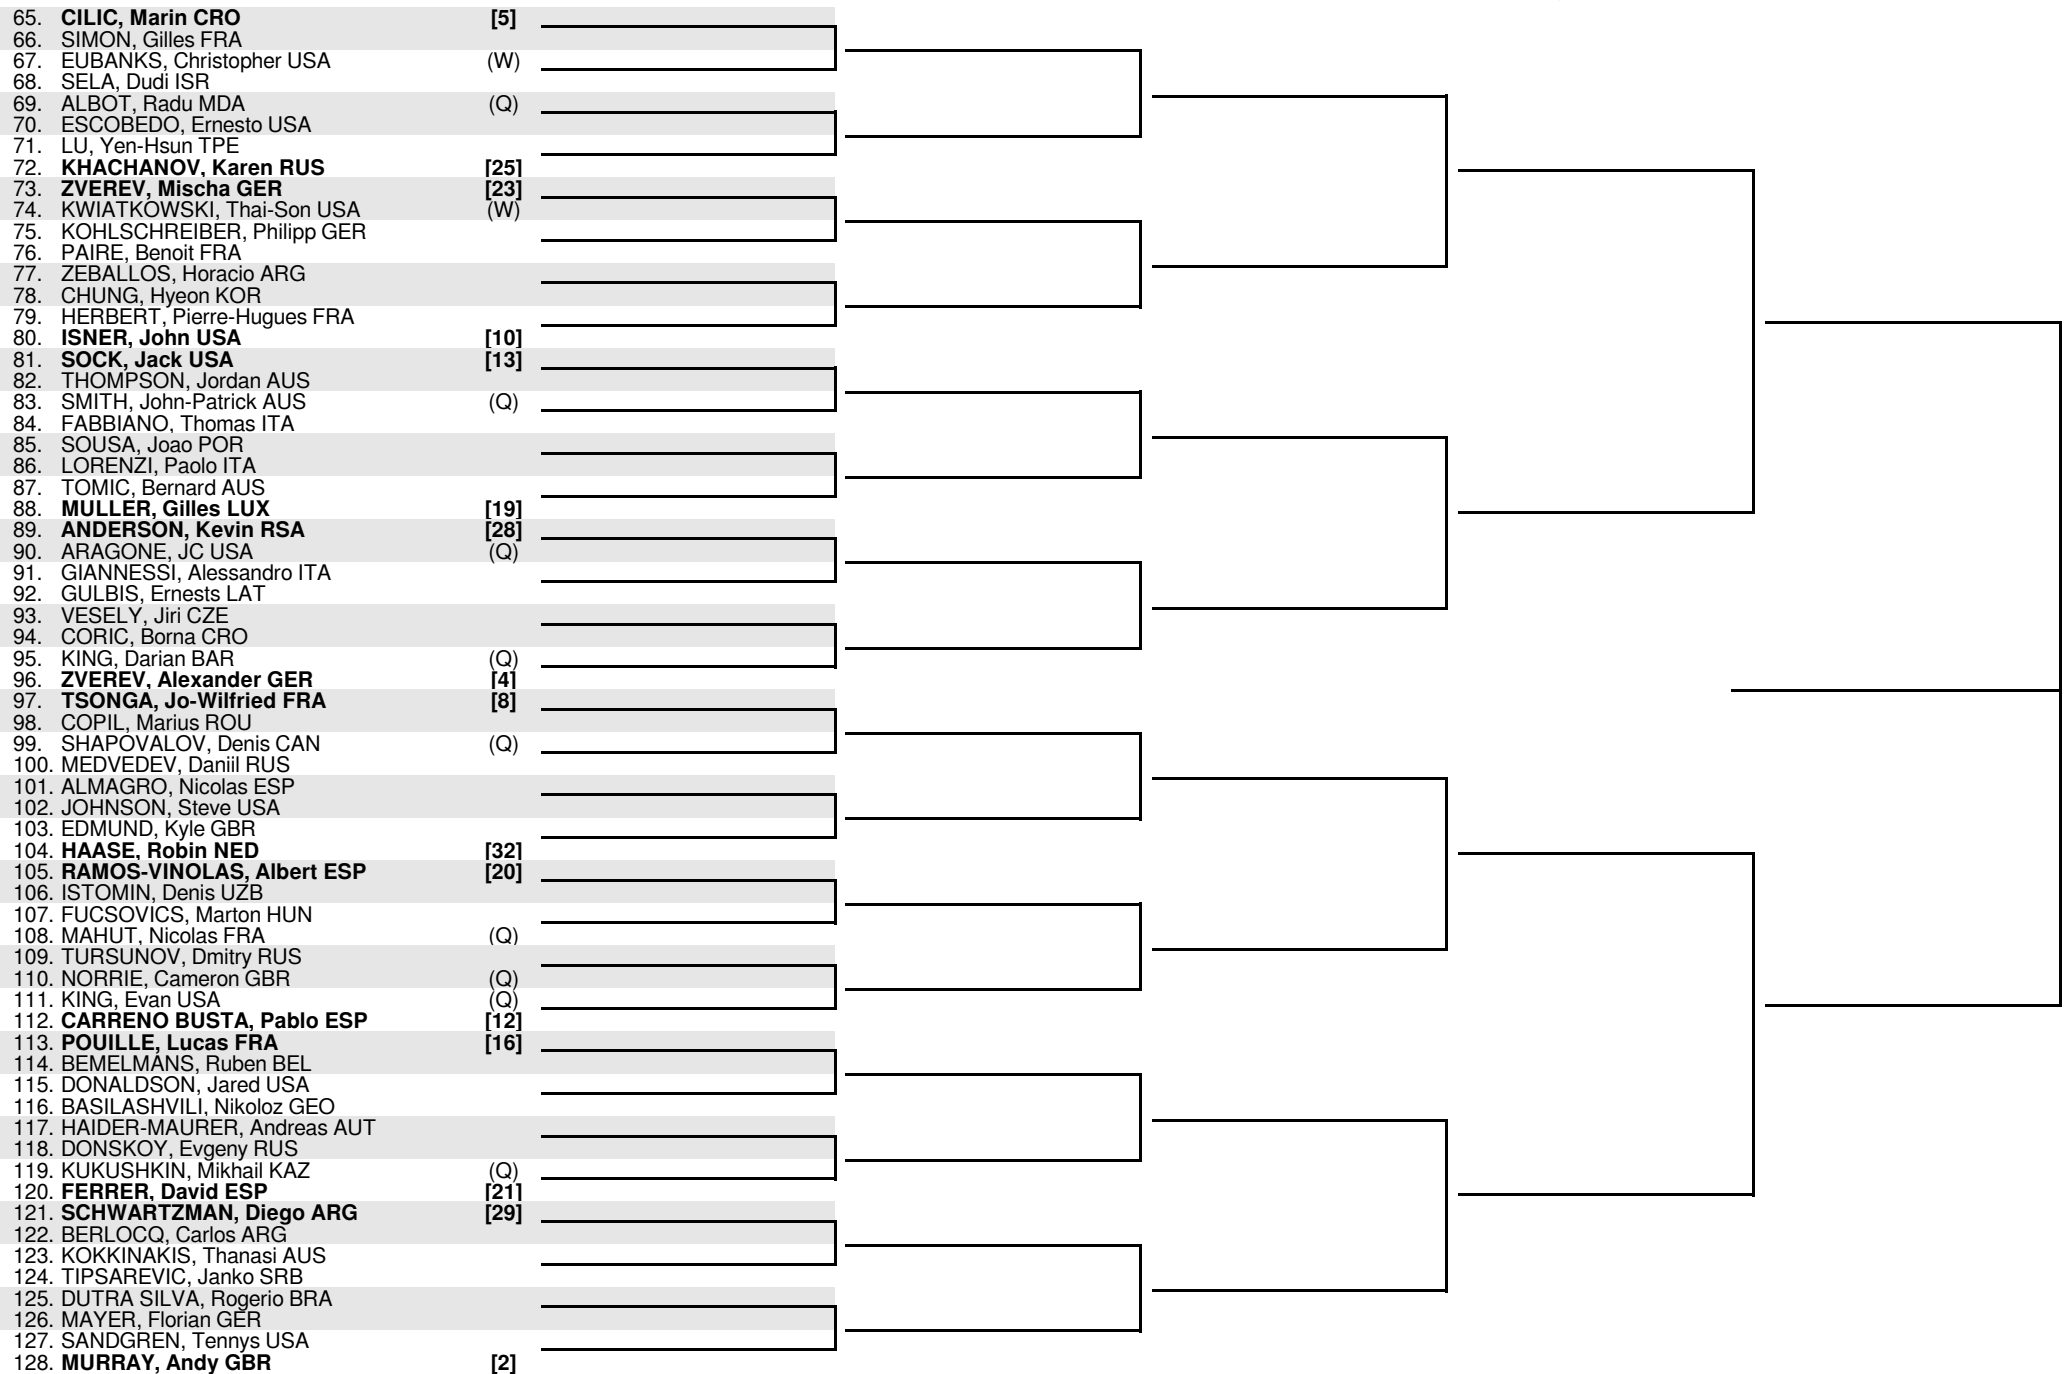 65. CILIC, Marin CRO [5]
66. SIMON, Gilles FRA
67. EUBANKS, Christopher USA (W)
68. SELA, Dudi ISR
69. ALBOT, Radu MDA (Q)
70. ESCOBEDO, Ernesto USA
71. LU, Yen-Hsun TPE
72. KHACHANOV, Karen RUS [25]
73. ZVEREV, Mischa GER [23]
74. KWIATKOWSKI, Thai-Son USA (W)
75. KOHLSCHREIBER, Philipp GER
76. PAIRE, Benoit FRA
77. ZEBALLOS, Horacio ARG
78. CHUNG, Hyeon KOR
79. HERBERT, Pierre-Hugues FRA
80. ISNER, John USA [10]
81. SOCK, Jack USA [13]
82. THOMPSON, Jordan AUS
83. SMITH, John-Patrick AUS (Q)
84. FABBIANO, Thomas ITA
85. SOUSA, Joao POR
86. LORENZI, Paolo ITA
87. TOMIC, Bernard AUS
88. MULLER, Gilles LUX [19]
89. ANDERSON, Kevin RSA [28]
90. ARAGONE, JC USA (Q)
91. GIANNESSI, Alessandro ITA
92. GULBIS, Ernests LAT
93. VESELY, Jiri CZE
94. CORIC, Borna CRO
95. KING, Darian BAR (Q)
96. ZVEREV, Alexander GER [4]
97. TSONGA, Jo-Wilfried FRA [8]
98. COPIL, Marius ROU
99. SHAPOVALOV, Denis CAN (Q)
100. MEDVEDEV, Daniil RUS
101. ALMAGRO, Nicolas ESP
102. JOHNSON, Steve USA
103. EDMUND, Kyle GBR
104. HAASE, Robin NED [32]
105. RAMOS-VINOLAS, Albert ESP [20]
106. ISTOMIN, Denis UZB
107. FUCSOVICS, Marton HUN
108. MAHUT, Nicolas FRA (Q)
109. TURSUNOV, Dmitry RUS
110. NORRIE, Cameron GBR (Q)
111. KING, Evan USA (Q)
112. CARRENO BUSTA, Pablo ESP [12]
113. POUILLE, Lucas FRA [16]
114. BEMELMANS, Ruben BEL
115. DONALDSON, Jared USA
116. BASILASHVILI, Nikoloz GEO
117. HAIDER-MAURER, Andreas AUT
118. DONSKOY, Evgeny RUS
119. KUKUSHKIN, Mikhail KAZ (Q)
120. FERRER, David ESP [21]
121. SCHWARTZMAN, Diego ARG [29]
122. BERLOCQ, Carlos ARG
123. KOKKINAKIS, Thanasi AUS
124. TIPSAREVIC, Janko SRB
125. DUTRA SILVA, Rogerio BRA
126. MAYER, Florian GER
127. SANDGREN, Tennys USA
128. MURRAY, Andy GBR [2]